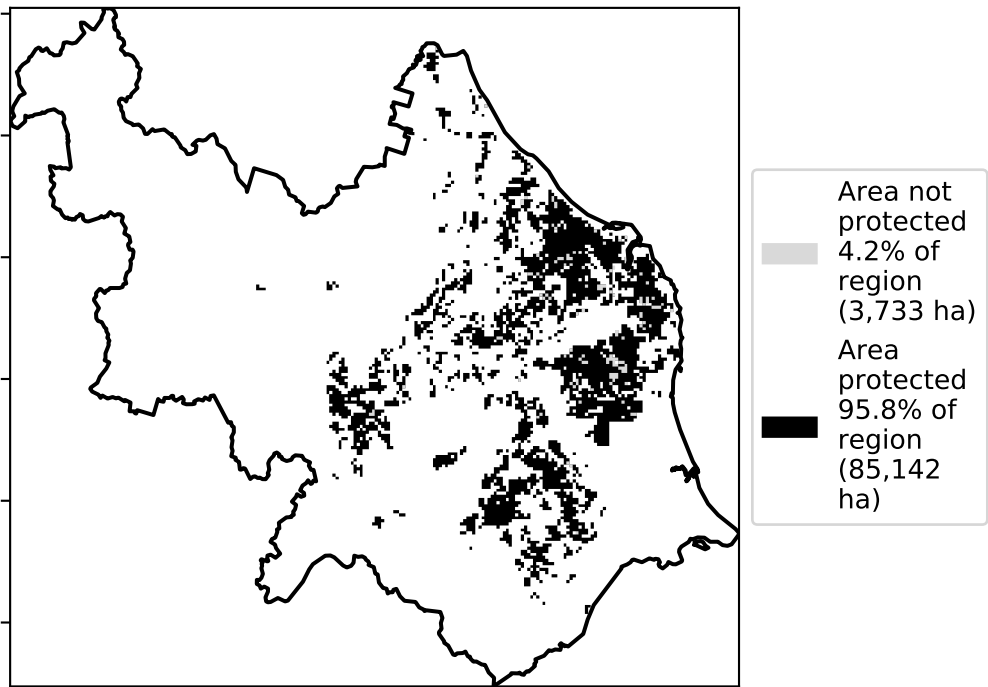 Area not
protected
4.2% of
region
(3,733 ha)
Area
protected
95.8% of
region
(85,142
ha)